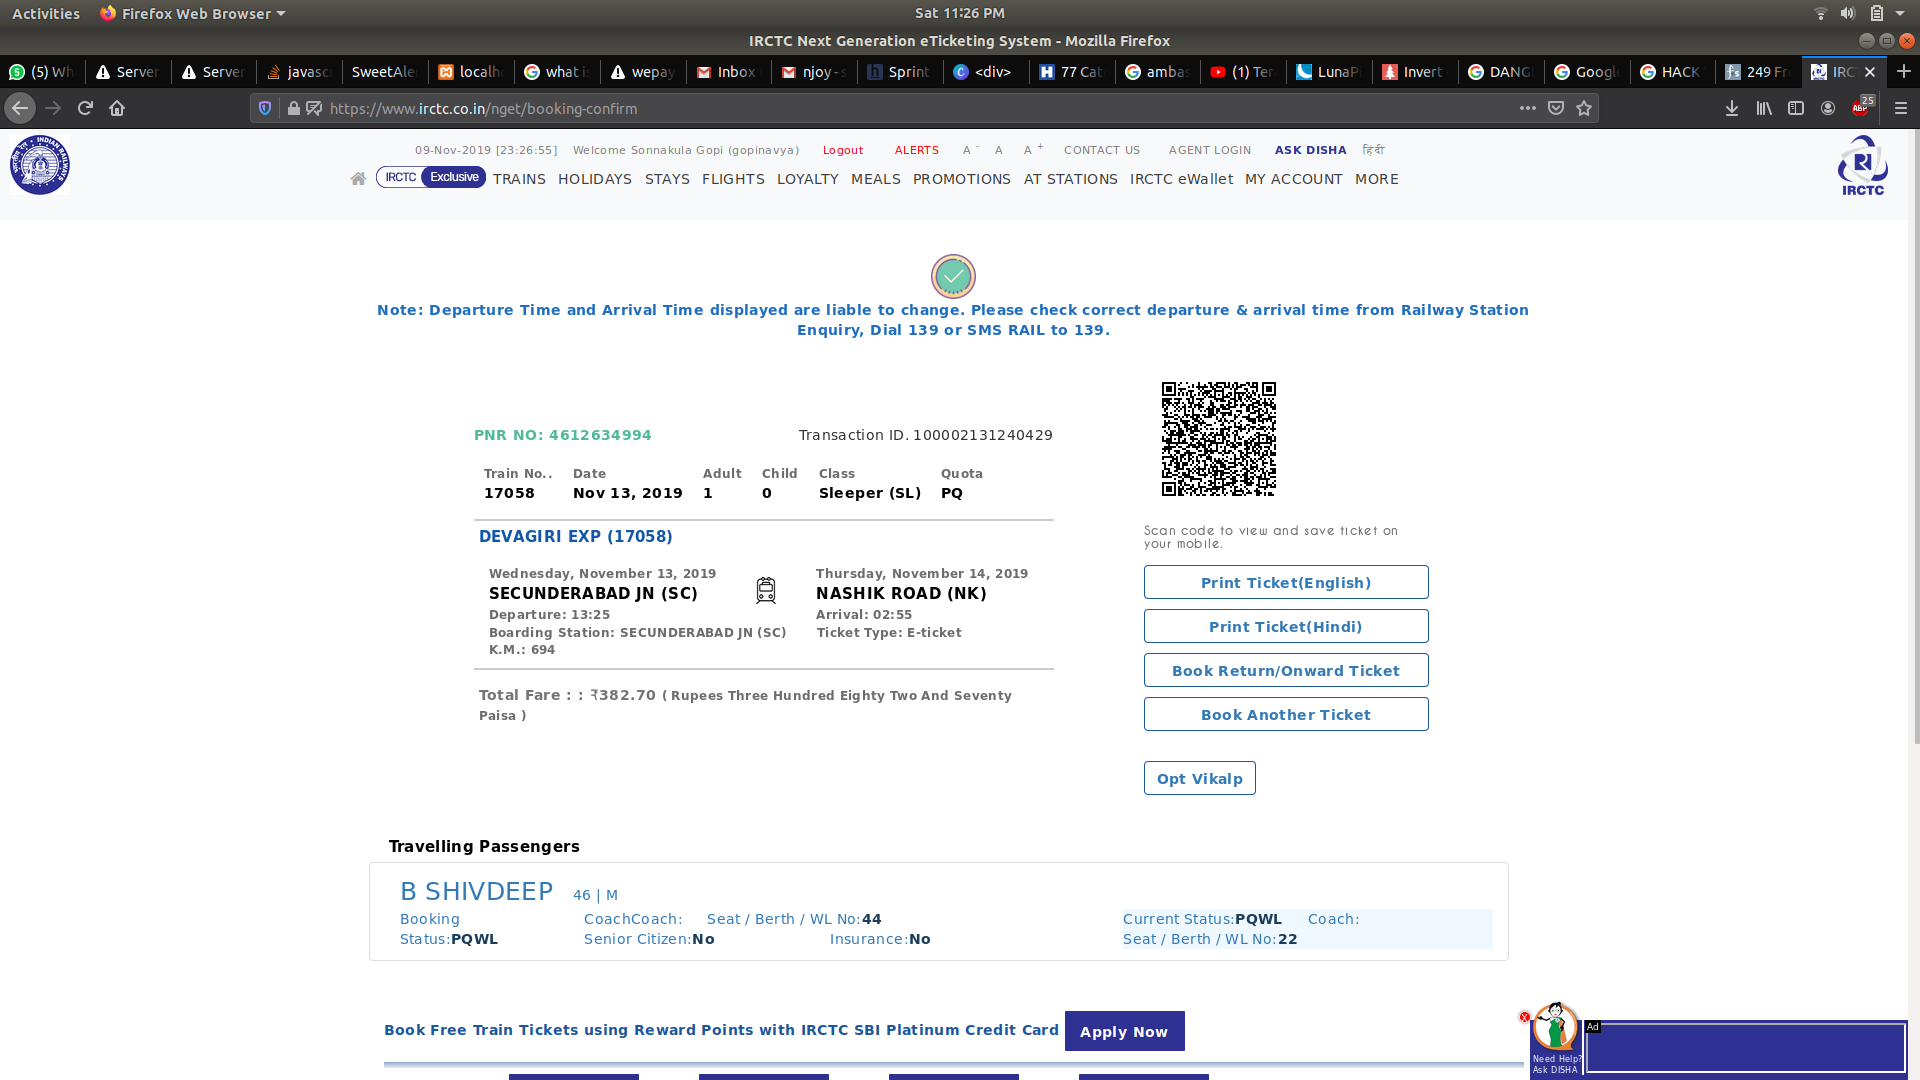 Activities Firefox Web Browser Sat 11:26 PM
IRCTC Next Generation eTicketing System - Mozilla Firefox
(5) Wh Server Server javasc SweetAle localh what is wepay Inbox njoy - s Sprint <div> 77 Cat ambas (1) Ter LunaP Invert DANG Googl HACK 249 Fr IRC
https://www.irctc.co.in/nget/booking-confirm ABP 25
09-Nov-2019 [23:26:55] Welcome Sonnakula Gopi (gopinavya) Logout ALERTS A - A A + CONTACT US AGENT LOGIN ASK DISHA हिंदी
IRCTC Exclusive TRAINS HOLIDAYS STAYS FLIGHTS LOYALTY MEALS PROMOTIONS AT STATIONS IRCTC eWallet MY ACCOUNT MORE
IRCTC
Note: Departure Time and Arrival Time displayed are liable to change. Please check correct departure & arrival time from Railway Station
Enquiry, Dial 139 or SMS RAIL to 139.
PNR NO: 4612634994 Transaction ID. 100002131240429
Train No.. Date Adult Child Class Quota
17058 Nov 13, 2019 1 0 Sleeper (SL) PQ
DEVAGIRI EXP (17058)
Wednesday, November 13, 2019 Thursday, November 14, 2019
SECUNDERABAD JN (SC) NASHIK ROAD (NK)
Departure: 13:25 Arrival: 02:55
Boarding Station: SECUNDERABAD JN (SC) Ticket Type: E-ticket
K.M.: 694
Total Fare : : ₹382.70 ( Rupees Three Hundred Eighty Two And Seventy
Paisa )
Scan code to view and save ticket on
your mobile.
Print Ticket(English)
Print Ticket(Hindi)
Book Return/Onward Ticket
Book Another Ticket
Opt Vikalp
Travelling Passengers
B SHIVDEEP 46 | M
Booking CoachCoach: Seat / Berth / WL No:44 Current Status:PQWL Coach:
Status:PQWL Senior Citizen:No Insurance:No Seat / Berth / WL No:22
Book Free Train Tickets using Reward Points with IRCTC SBI Platinum Credit Card Apply Now
X
Ad
Need Help?
Ask DISHA